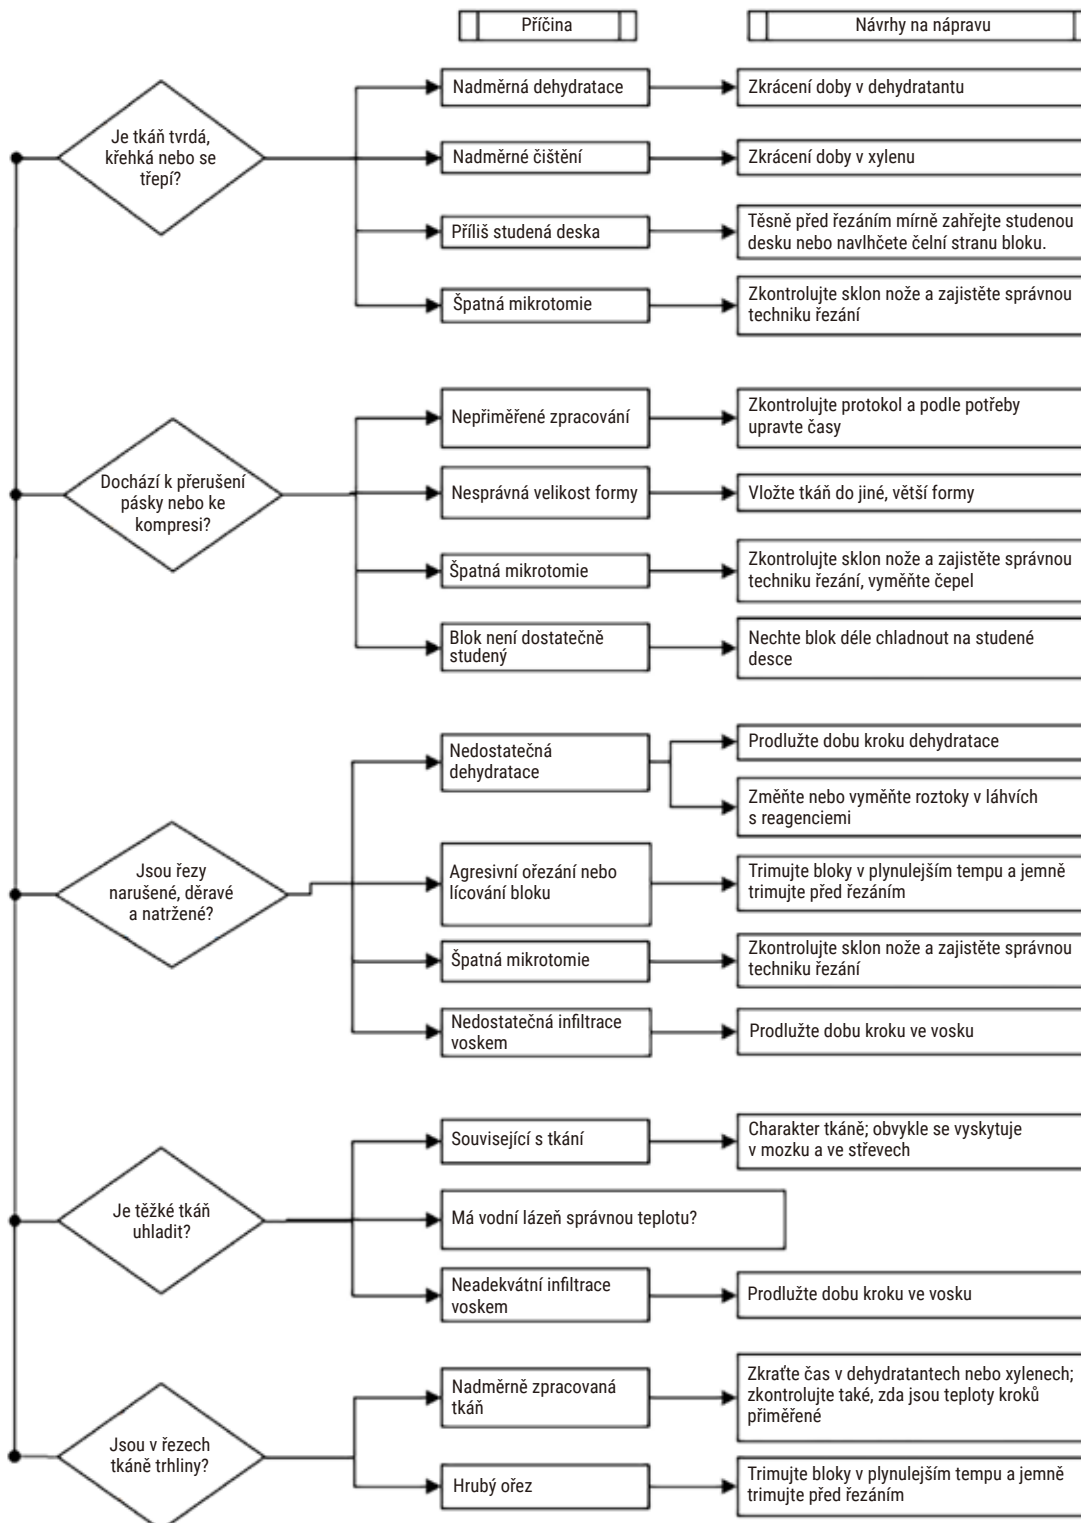 Příčina
Návrhy na nápravu
Je tkáň tvrdá,
křehká nebo se
třepí?
Nadměrná dehydratace
Zkrácení doby v dehydratantu
Nadměrné čištění
Zkrácení doby v xylenu
Příliš studená deska
Těsně před řezáním mírně zahřejte studenou
desku nebo navlhčete čelní stranu bloku.
Špatná mikrotomie
Zkontrolujte sklon nože a zajistěte správnou
techniku řezání
Dochází k přerušení
pásky nebo ke
kompresi?
Nepřiměřené zpracování
Zkontrolujte protokol a podle potřeby
upravte časy
Nesprávná velikost formy
Vložte tkáň do jiné, větší formy
Špatná mikrotomie
Zkontrolujte sklon nože a zajistěte správnou
techniku řezání, vyměňte čepel
Blok není dostatečně
studený
Nechte blok déle chladnout na studené
desce
Jsou řezy
narušené, děravé
a natržené?
Nedostatečná
dehydratace
Prodlužte dobu kroku dehydratace
Změňte nebo vyměňte roztoky v láhvích
s reagenciemi
Agresivní ořezání nebo
lícování bloku
Trimujte bloky v plynulejším tempu a jemně
trimujte před řezáním
Špatná mikrotomie
Zkontrolujte sklon nože a zajistěte správnou
techniku řezání
Nedostatečná infiltrace
voskem
Prodlužte dobu kroku ve vosku
Je těžké tkáň
uhladit?
Související s tkání
Charakter tkáně; obvykle se vyskytuje
v mozku a ve střevech
Má vodní lázeň správnou teplotu?
Neadekvátní infiltrace
voskem
Prodlužte dobu kroku ve vosku
Jsou v řezech
tkáně trhliny?
Nadměrně zpracovaná
tkáň
Zkraťte čas v dehydratantech nebo xylenech;
zkontrolujte také, zda jsou teploty kroků
přiměřené
Hrubý ořez
Trimujte bloky v plynulejším tempu a jemně
trimujte před řezáním